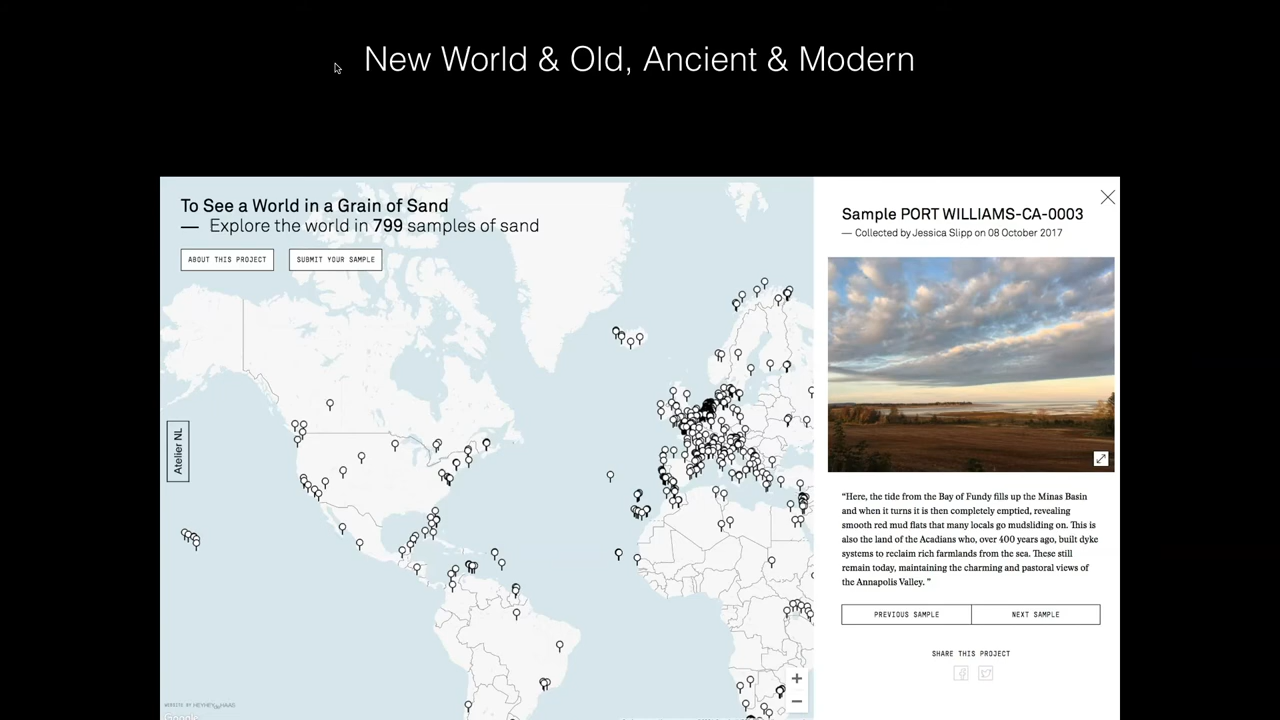 New World & Old, Ancient & Modern
To See a World in a Grain of Sand
— Explore the world in 799 samples of sand
ABOUT THIS PROJECT
SUBMIT YOUR SAMPLE
Atelier NL
WEBSITE BY HEYHEYDEHAAS
Google
Sample PORT WILLIAMS-CA-0003
— Collected by Jessica Slipp on 08 October 2017
“Here, the tide from the Bay of Fundy fills up the Minas Basin
and when it turns it is then completely emptied, revealing
smooth red mud flats that many locals go mudsliding on. This is
also the land of the Acadians who, over 400 years ago, built dyke
systems to reclaim rich farmlands from the sea. These still
remain today, maintaining the charming and pastoral views of
the Annapolis Valley. ”
PREVIOUS SAMPLE
NEXT SAMPLE
SHARE THIS PROJECT